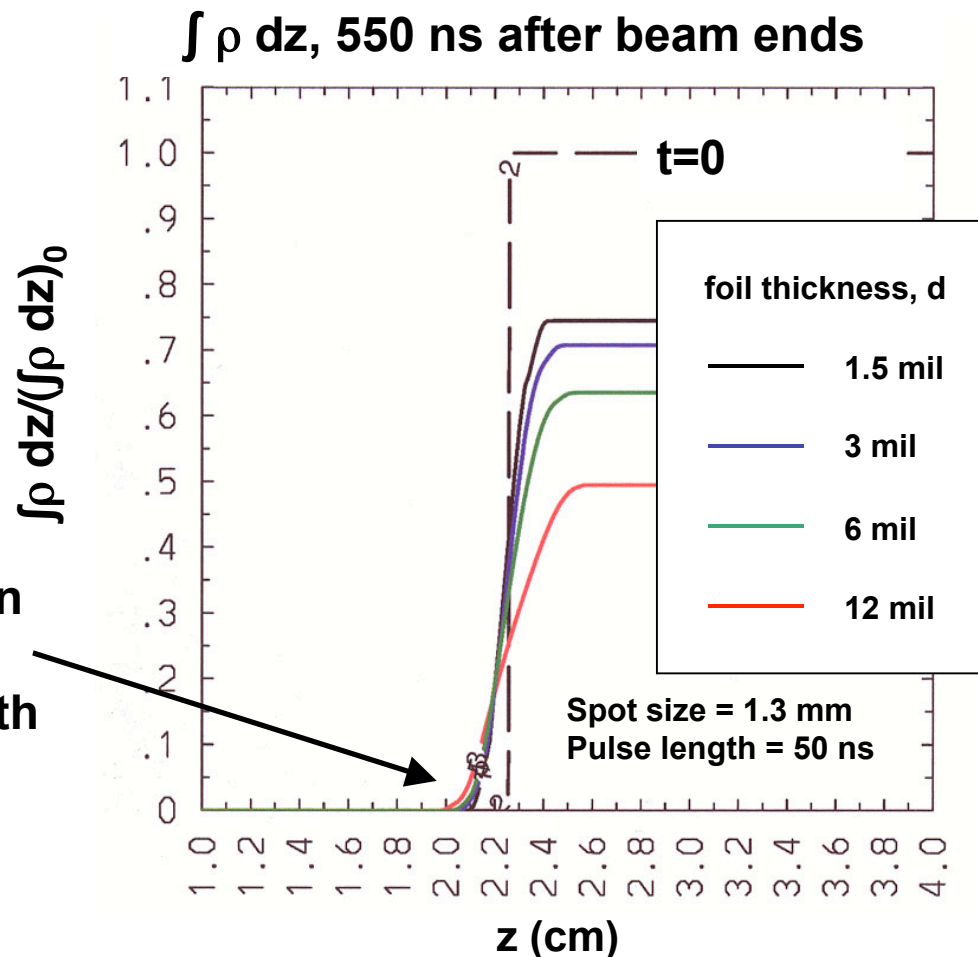 ∫ ρ dz, 550 ns after beam ends
1.1
1.0
.9
.8
.7
.6
.5
.4
.3
.2
.1
0
∫ρ dz/(∫ρ dz)₀
2
t=0
foil thickness, d
1.5 mil
3 mil
6 mil
12 mil
Spot size = 1.3 mm
Pulse length = 50 ns
n
th
1.0
1.2
1.4
1.6
1.8
2.0
2.2
2.4
2.6
2.8
3.0
3.2
3.4
3.6
3.8
4.0
z (cm)